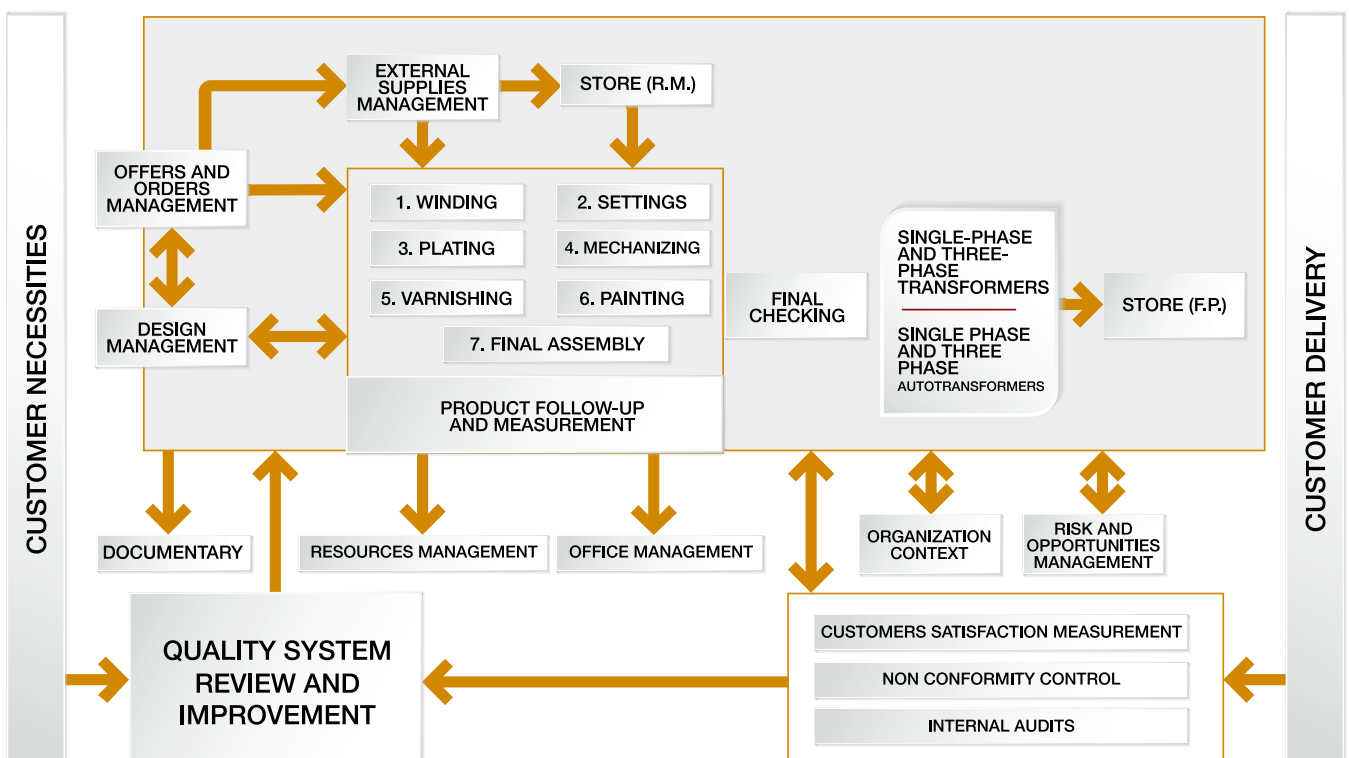 CUSTOMER NECESSITIES
EXTERNAL
SUPPLIES
MANAGEMENT
STORE (R.M.)
OFFERS AND
ORDERS
MANAGEMENT
1. WINDING
2. SETTINGS
3. PLATING
4. MECHANIZING
5. VARNISHING
6. PAINTING
7. FINAL ASSEMBLY
DESIGN
MANAGEMENT
PRODUCT FOLLOW-UP
AND MEASUREMENT
FINAL
CHECKING
SINGLE-PHASE
AND THREE-
PHASE
TRANSFORMERS
SINGLE PHASE
AND THREE
PHASE
AUTOTRANSFORMERS
STORE (F.P.)
CUSTOMER DELIVERY
DOCUMENTARY
RESOURCES MANAGEMENT
OFFICE MANAGEMENT
ORGANIZATION
CONTEXT
RISK AND
OPPORTUNITIES
MANAGEMENT
QUALITY SYSTEM
REVIEW AND
IMPROVEMENT
CUSTOMERS SATISFACTION MEASUREMENT
NON CONFORMITY CONTROL
INTERNAL AUDITS